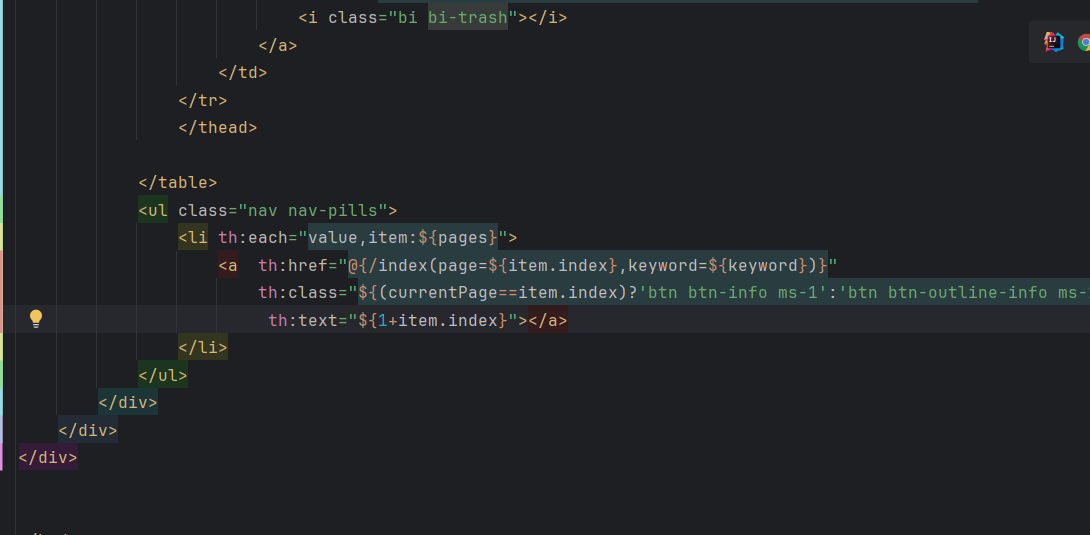 <i class="bi bi-trash"></i>
</a>
</td>
</tr>
</thead>
</table>
<ul class="nav nav-pills">
<li th:each="value,item:${pages}">
<a  th:href="@{/index(page=${item.index},keyword=${keyword})}"
th:class="${(currentPage==item.index)?'btn btn-info ms-1':'btn btn-outline-info ms-
th:text="${1+item.index}"></a>
</li>
</ul>
</div>
</div>
</div>